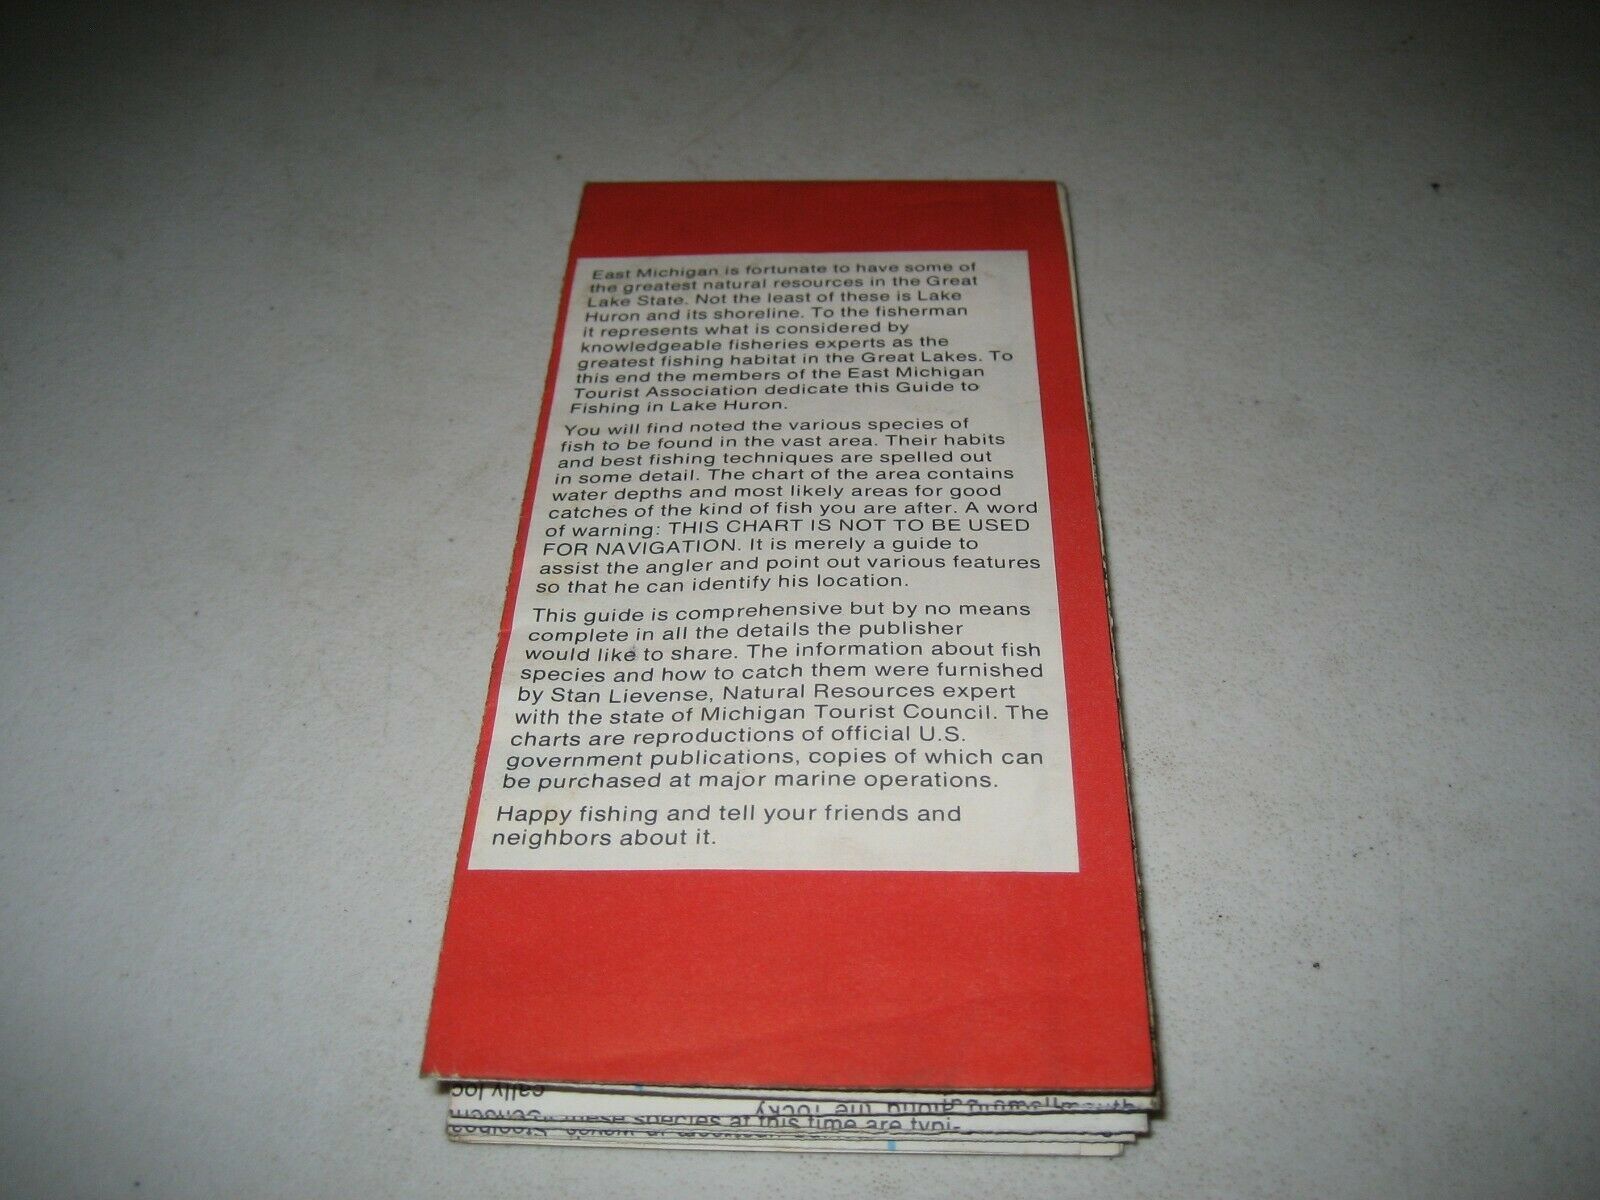 East Michigan is fortunate to have some of
the greatest natural resources in the Great
Lake State. Not the least of these is Lake
Huron and its shoreline. To the fisherman
it represents what is considered by
knowledgeable fisheries experts as the
greatest fishing habitat in the Great Lakes. To
this end the members of the East Michigan
Tourist Association dedicate this Guide to
Fishing in Lake Huron.
You will find noted the various species of
fish to be found in the vast area. Their habits
and best fishing techniques are spelled out
in some detail. The chart of the area contains
water depths and most likely areas for good
catches of the kind of fish you are after. A word
of warning: THIS CHART IS NOT TO BE USED
FOR NAVIGATION. It is merely a guide to
assist the angler and point out various features
so that he can identify his location.
This guide is comprehensive but by no means
complete in all the details the publisher
would like to share. The information about fish
species and how to catch them were furnished
by Stan Lievense, Natural Resources expert
with the state of Michigan Tourist Council. The
charts are reproductions of official U.S.
government publications, copies of which can
be purchased at major marine operations.
Happy fishing and tell your friends and
neighbors about it.
cally loc
along the rocky
these species at this time are typi-